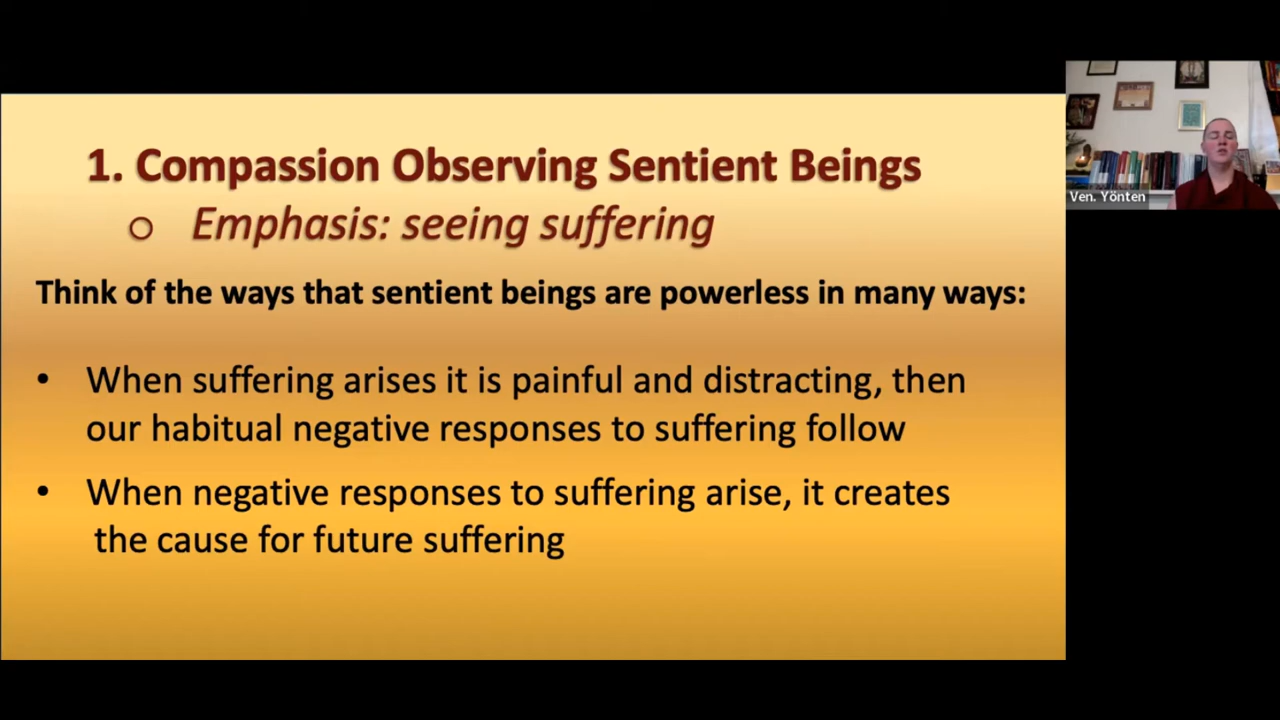 1. Compassion Observing Sentient Beings
o Emphasis: seeing suffering
Think of the ways that sentient beings are powerless in many ways:
• When suffering arises it is painful and distracting, then
our habitual negative responses to suffering follow
• When negative responses to suffering arise, it creates
the cause for future suffering
Ven. Yönten